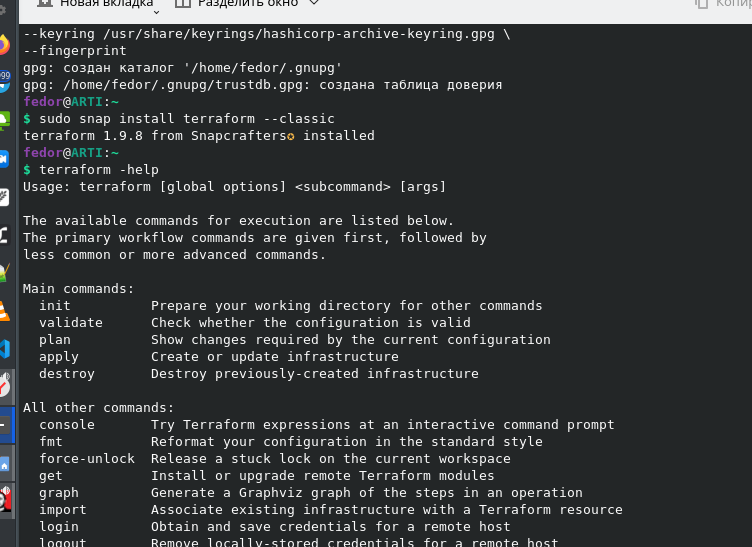 Новая вкладка
Разделить окно
--keyring /usr/share/keyrings/hashicorp-archive-keyring.gpg \
--fingerprint
gpg: создан каталог '/home/fedor/.gnupg'
gpg: /home/fedor/.gnupg/trustdb.gpg: создана таблица доверия
fedor@ARTI:~
$ sudo snap install terraform --classic
terraform 1.9.8 from Snapcrafters✪ installed
fedor@ARTI:~
$ terraform -help
Usage: terraform [global options] <subcommand> [args]

The available commands for execution are listed below.
The primary workflow commands are given first, followed by
less common or more advanced commands.

Main commands:
  init          Prepare your working directory for other commands
  validate      Check whether the configuration is valid
  plan          Show changes required by the current configuration
  apply         Create or update infrastructure
  destroy       Destroy previously-created infrastructure

All other commands:
  console       Try Terraform expressions at an interactive command prompt
  fmt           Reformat your configuration in the standard style
  force-unlock  Release a stuck lock on the current workspace
  get           Install or upgrade remote Terraform modules
  graph         Generate a Graphviz graph of the steps in an operation
  import        Associate existing infrastructure with a Terraform resource
  login         Obtain and save credentials for a remote host
  logout        Remove locally-stored credentials for a remote host